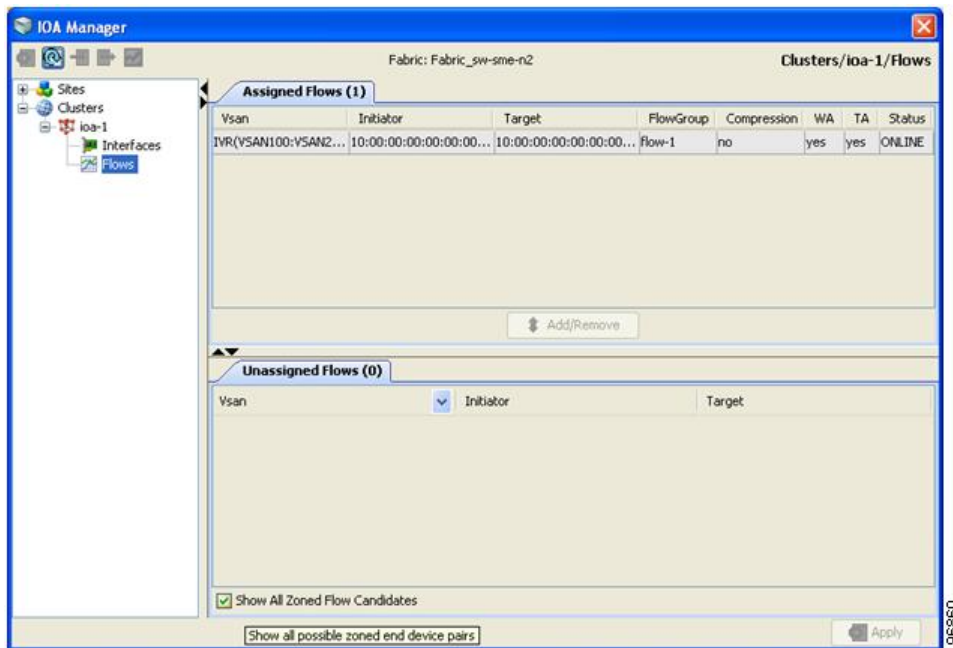 IOA Manager
Fabric: Fabric_sw-sme-n2
Clusters/ioa-1/Flows
Sites
Clusters
ioa-1
Interfaces
Flows
Assigned Flows (1)
Vsan Initiator Target FlowGroup Compression WA TA Status
IVR(VSAN100:VSAN2... 10:00:00:00:00:00:00... 10:00:00:00:00:00:00... flow-1 no yes yes ONLINE
Add/Remove
Unassigned Flows (0)
Vsan Initiator Target
Show All Zoned Flow Candidates
Show all possible zoned end device pairs
Apply